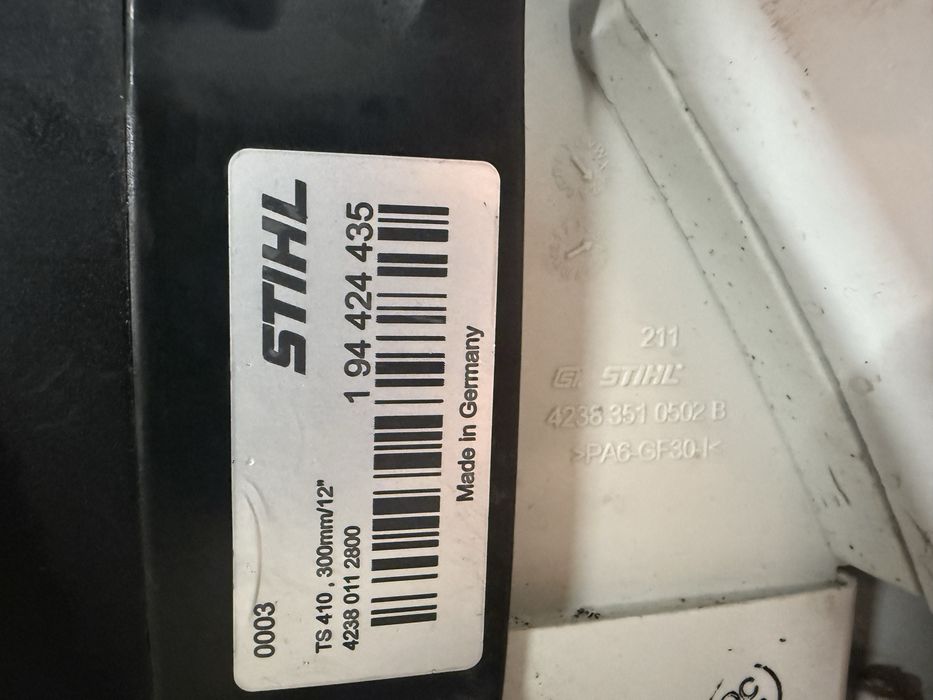 STIHL
1 94 424 435
0003
TS 410 , 300mm/12"
4238 011 2800
Made in Germany
211
STIHL
4238 351 0502 B
>PA6-GF30-I<